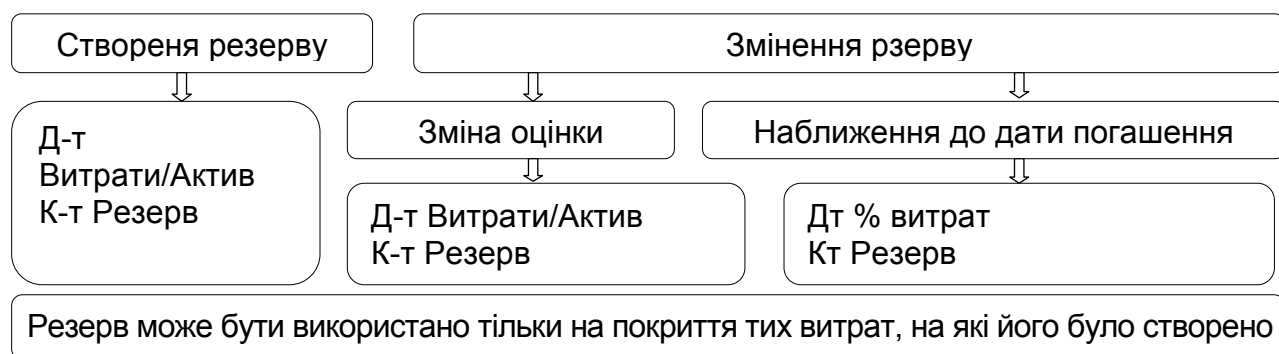 Створеня резерву
Змінення рзерву
Д-т
Витрати/Актив
К-т Резерв
Зміна оцінки
Наближення до дати погашення
Д-т Витрати/Актив
К-т Резерв
Дт % витрат
Кт Резерв
Резерв може бути використано тільки на покриття тих витрат, на які його було створено